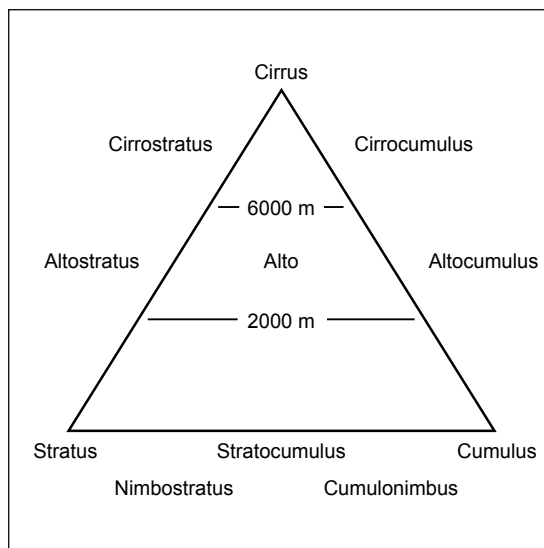 Cirrus
Cirrostratus Cirrocumulus
6000 m
Altostratus Alto Altocumulus
2000 m
Stratus Stratocumulus Cumulus
Nimbostratus Cumulonimbus